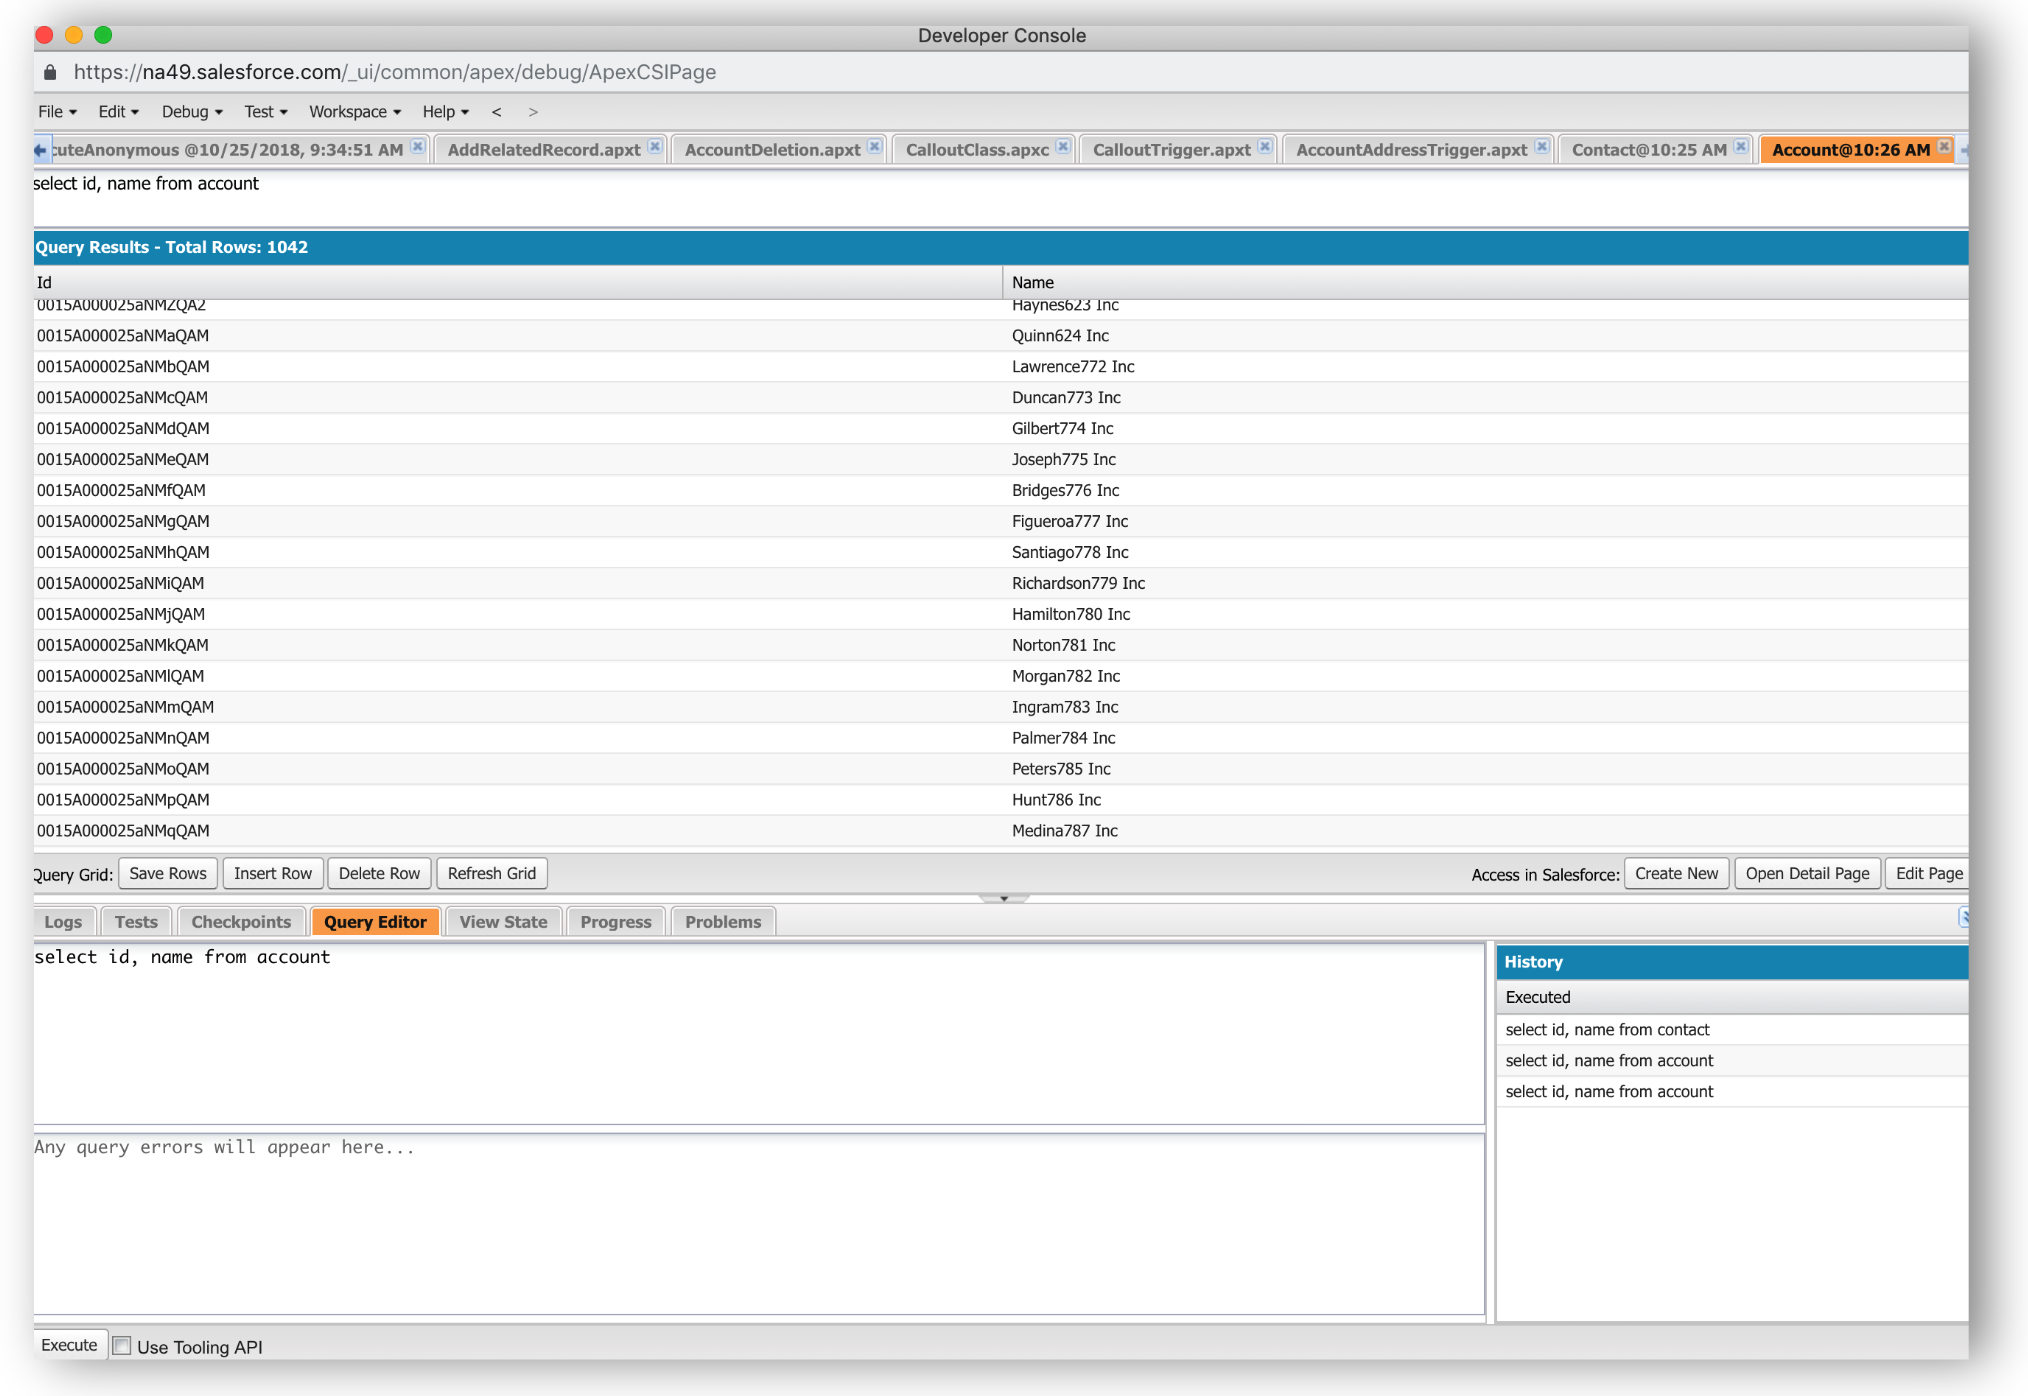 Developer Console
https://na49.salesforce.com/_ui/common/apex/debug/ApexCSIPage
File Edit Debug Test Workspace Help < >
cuteAnonymous @10/25/2018, 9:34:51 AM AddRelatedRecord.apxt AccountDeletion.apxt CalloutClass.apxc CalloutTrigger.apxt AccountAddressTrigger.apxt Contact@10:25 AM Account@10:26 AM
select id, name from account
Query Results - Total Rows: 1042
Id Name
0015A000025aNMZQA2 Haynes623 Inc
0015A000025aNMaQAM Quinn624 Inc
0015A000025aNMbQAM Lawrence772 Inc
0015A000025aNMcQAM Duncan773 Inc
0015A000025aNMdQAM Gilbert774 Inc
0015A000025aNMeQAM Joseph775 Inc
0015A000025aNMfQAM Bridges776 Inc
0015A000025aNMgQAM Figueroa777 Inc
0015A000025aNMhQAM Santiago778 Inc
0015A000025aNMiQAM Richardson779 Inc
0015A000025aNMjQAM Hamilton780 Inc
0015A000025aNMkQAM Norton781 Inc
0015A000025aNMlQAM Morgan782 Inc
0015A000025aNMmQAM Ingram783 Inc
0015A000025aNMnQAM Palmer784 Inc
0015A000025aNMoQAM Peters785 Inc
0015A000025aNMpQAM Hunt786 Inc
0015A000025aNMqQAM Medina787 Inc
Query Grid: Save Rows Insert Row Delete Row Refresh Grid Access in Salesforce: Create New Open Detail Page Edit Page
Logs Tests Checkpoints Query Editor View State Progress Problems
select id, name from account
Any query errors will appear here...
History
Executed
select id, name from contact
select id, name from account
select id, name from account
Execute Use Tooling API